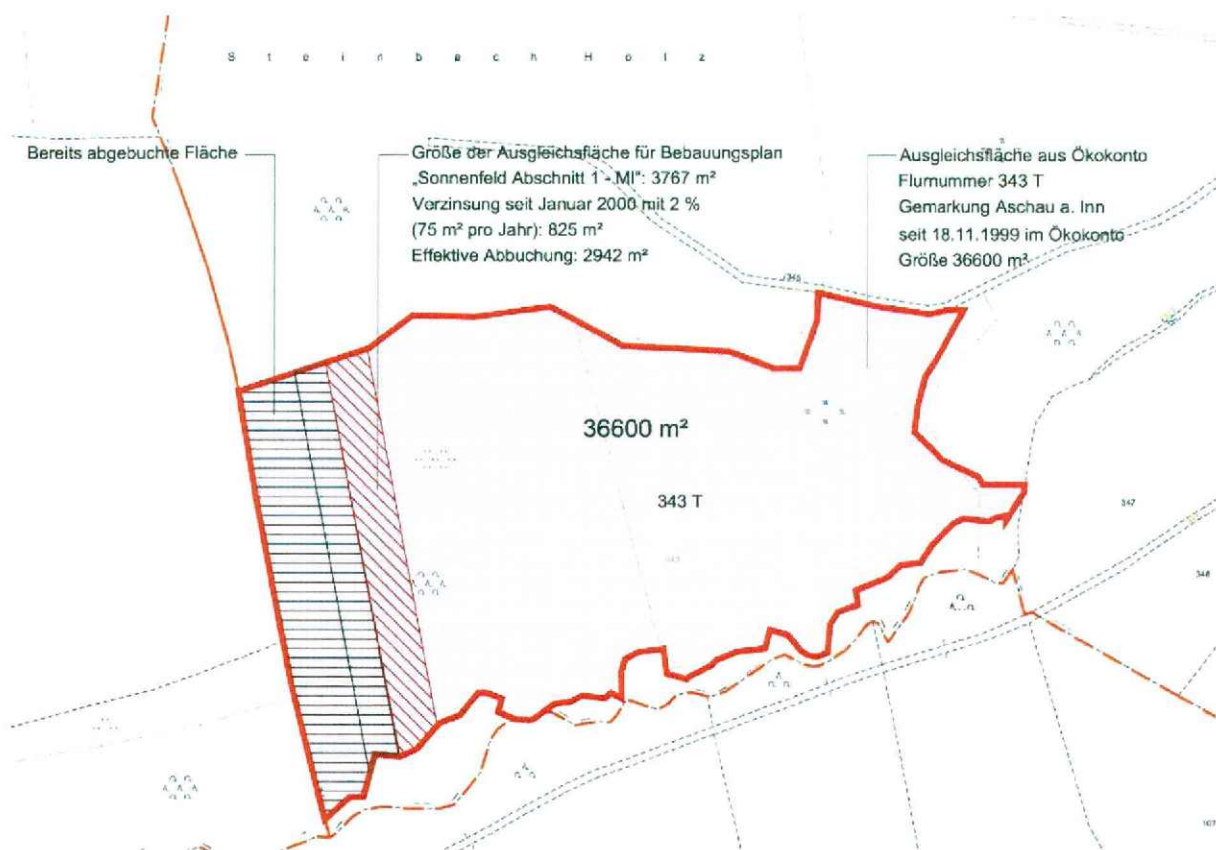 Steinbach Holz
Bereits abgebuchte Fläche
Größe der Ausgleichsfläche für Bebauungsplan
„Sonnenfeld Abschnitt 1 - MI": 3767 m²
Verzinsung seit Januar 2000 mit 2 %
(75 m² pro Jahr): 825 m²
Effektive Abbuchung: 2942 m²
Ausgleichsfläche aus Ökokonto
Flurnummer 343 T
Gemarkung Aschau a. Inn
seit 18.11.1999 im Ökokonto
Größe 36600 m²
36600 m²
343 T
347
348